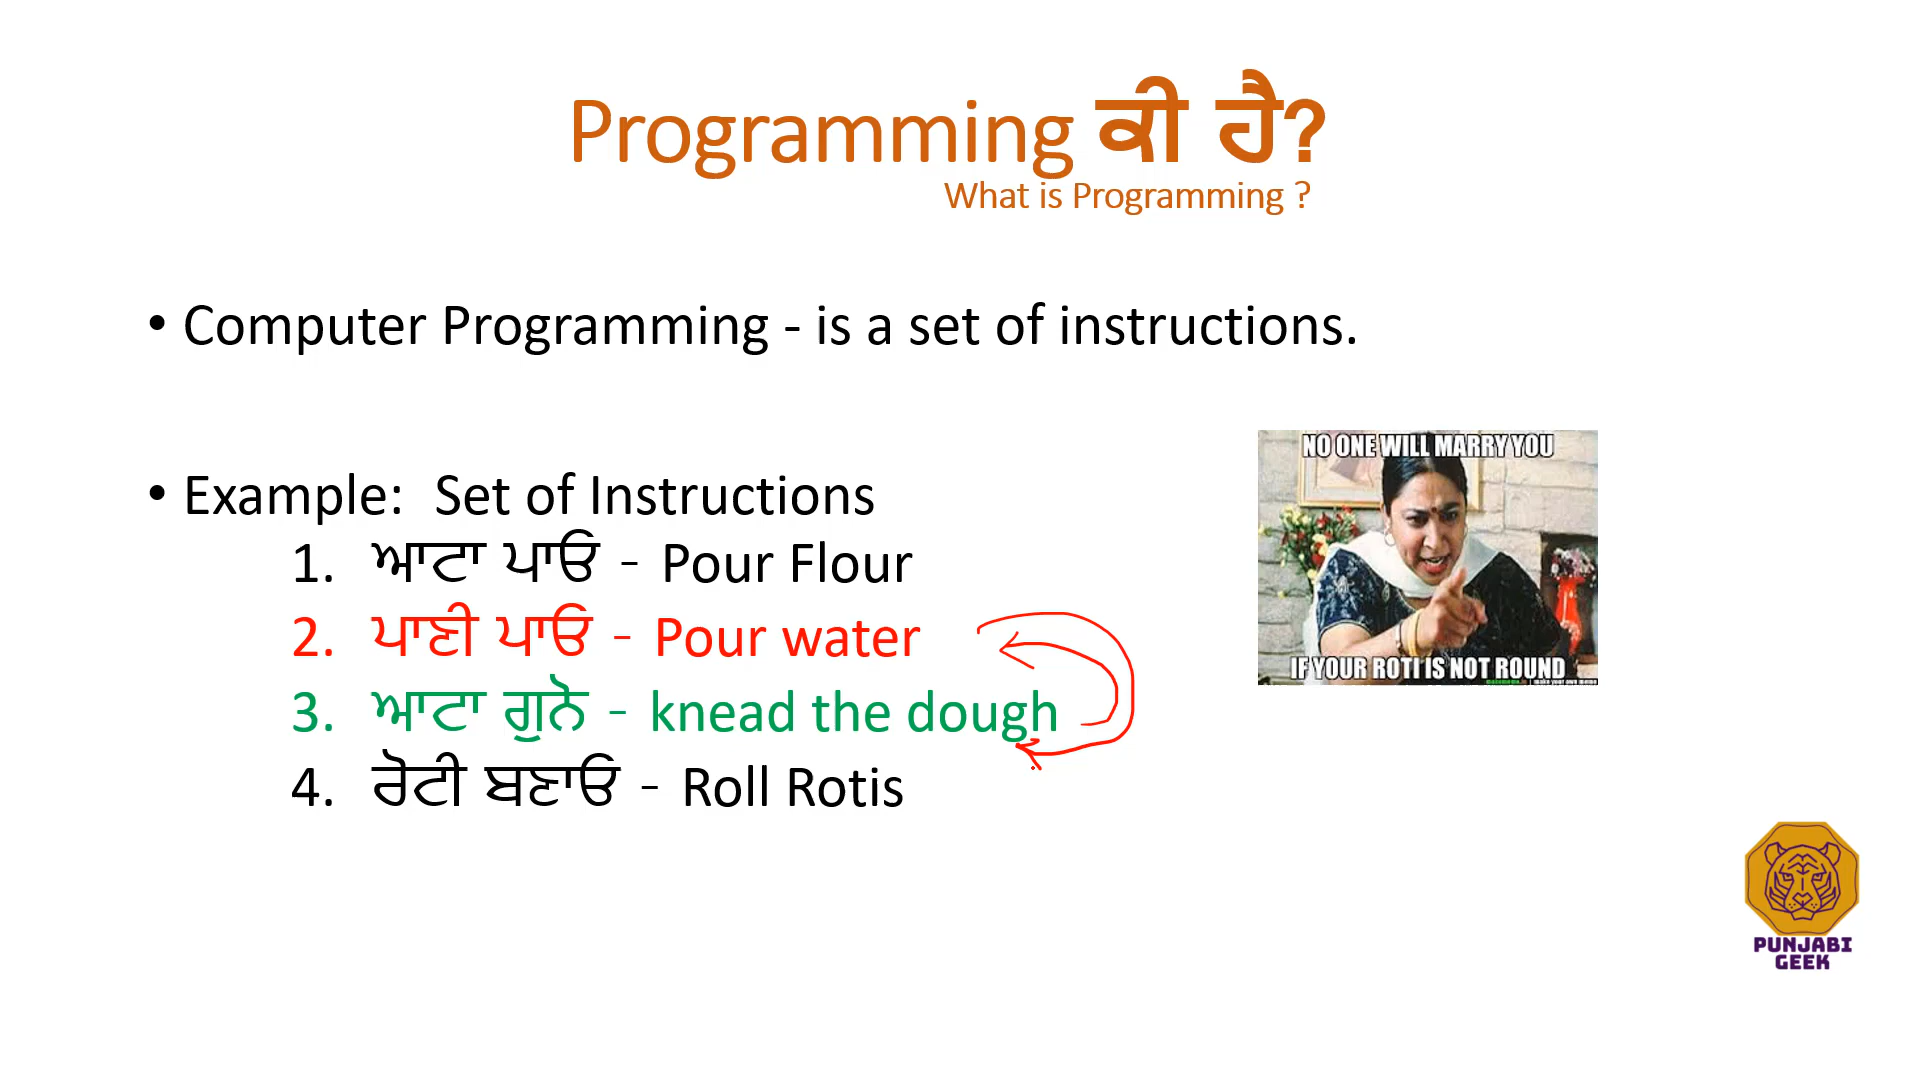 Programming ਕੀ ਹੈ?
What is Programming ?
• Computer Programming - is a set of instructions.
• Example: Set of Instructions
1. ਆਟਾ ਪਾਓ - Pour Flour
2. ਪਾਣੀ ਪਾਓ - Pour water
3. ਆਟਾ ਗੁਨੋ - knead the dough
4. ਰੋਟੀ ਬਣਾਓ - Roll Rotis
NO ONE WILL MARRY YOU
IF YOUR ROTI IS NOT ROUND
PUNJABI
GEEK